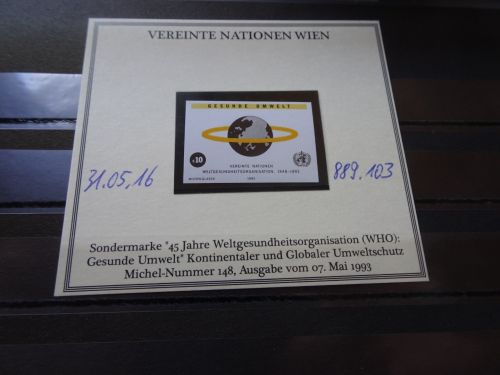 VEREINTE NATIONEN WIEN
GESUNDE UMWELT
s10
VEREINTE NATIONEN
WELTGESUNDHEITSORGANISATION, 1948-1993
1993
31.05.16
889.103
Sondermarke "45 Jahre Weltgesundheitsorganisation (WHO):
Gesunde Umwelt" Kontinentaler und Globaler Umweltschutz
Michel-Nummer 148, Ausgabe vom 07. Mai 1993